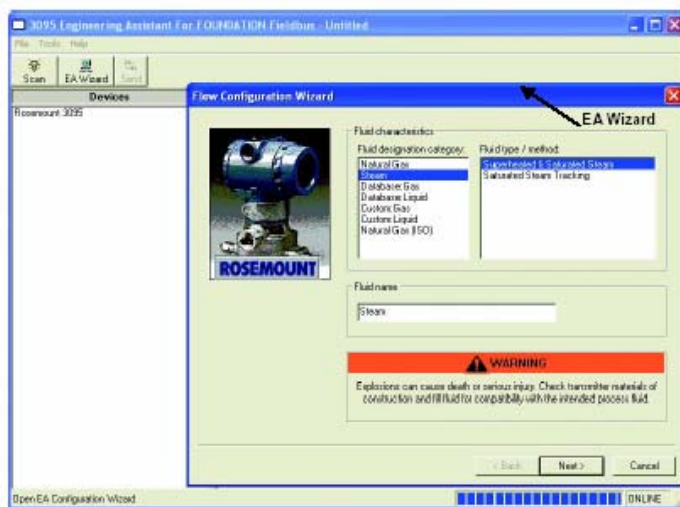 3095 Engineering Assistant For FOUNDATION Fieldbus - Untitled
File Tools Help
Scan
EA Wizard
Send
Devices
Rosemount 3095
Flow Configuration Wizard
EA Wizard
Fluid characteristics
Fluid designation category:
Natural Gas
Steam
Database Gas
Database Liquid
Custom Gas
Custom Liquid
Natural Gas (ISO)
Fluid type / method:
Superheated & Saturated Steam
Saturated Steam Tracking
ROSEMOUNT
Fluid name
Steam
WARNING
Explosions can cause death or serious injury. Check transmitter materials of
construction and fill fluid for compatibility with the intended process fluid.
< Back
Next >
Cancel
Open EA Configuration Wizard
ONLINE